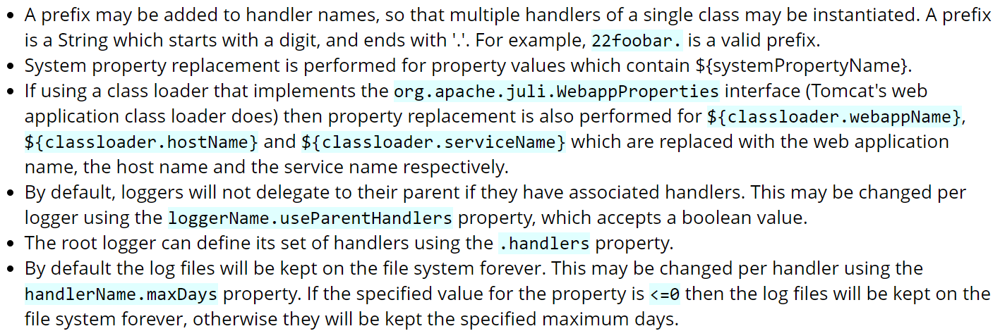 • A prefix may be added to handler names, so that multiple handlers of a single class may be instantiated. A prefix
is a String which starts with a digit, and ends with '.'. For example, 22foobar. is a valid prefix.
• System property replacement is performed for property values which contain ${systemPropertyName}.
• If using a class loader that implements the org.apache.juli.WebappProperties interface (Tomcat's web
application class loader does) then property replacement is also performed for ${classloader.webappName},
${classloader.hostName} and ${classloader.serviceName} which are replaced with the web application
name, the host name and the service name respectively.
• By default, loggers will not delegate to their parent if they have associated handlers. This may be changed per
logger using the loggerName.useParentHandlers property, which accepts a boolean value.
• The root logger can define its set of handlers using the .handlers property.
• By default the log files will be kept on the file system forever. This may be changed per handler using the
handlerName.maxDays property. If the specified value for the property is <=0 then the log files will be kept on the
file system forever, otherwise they will be kept the specified maximum days.